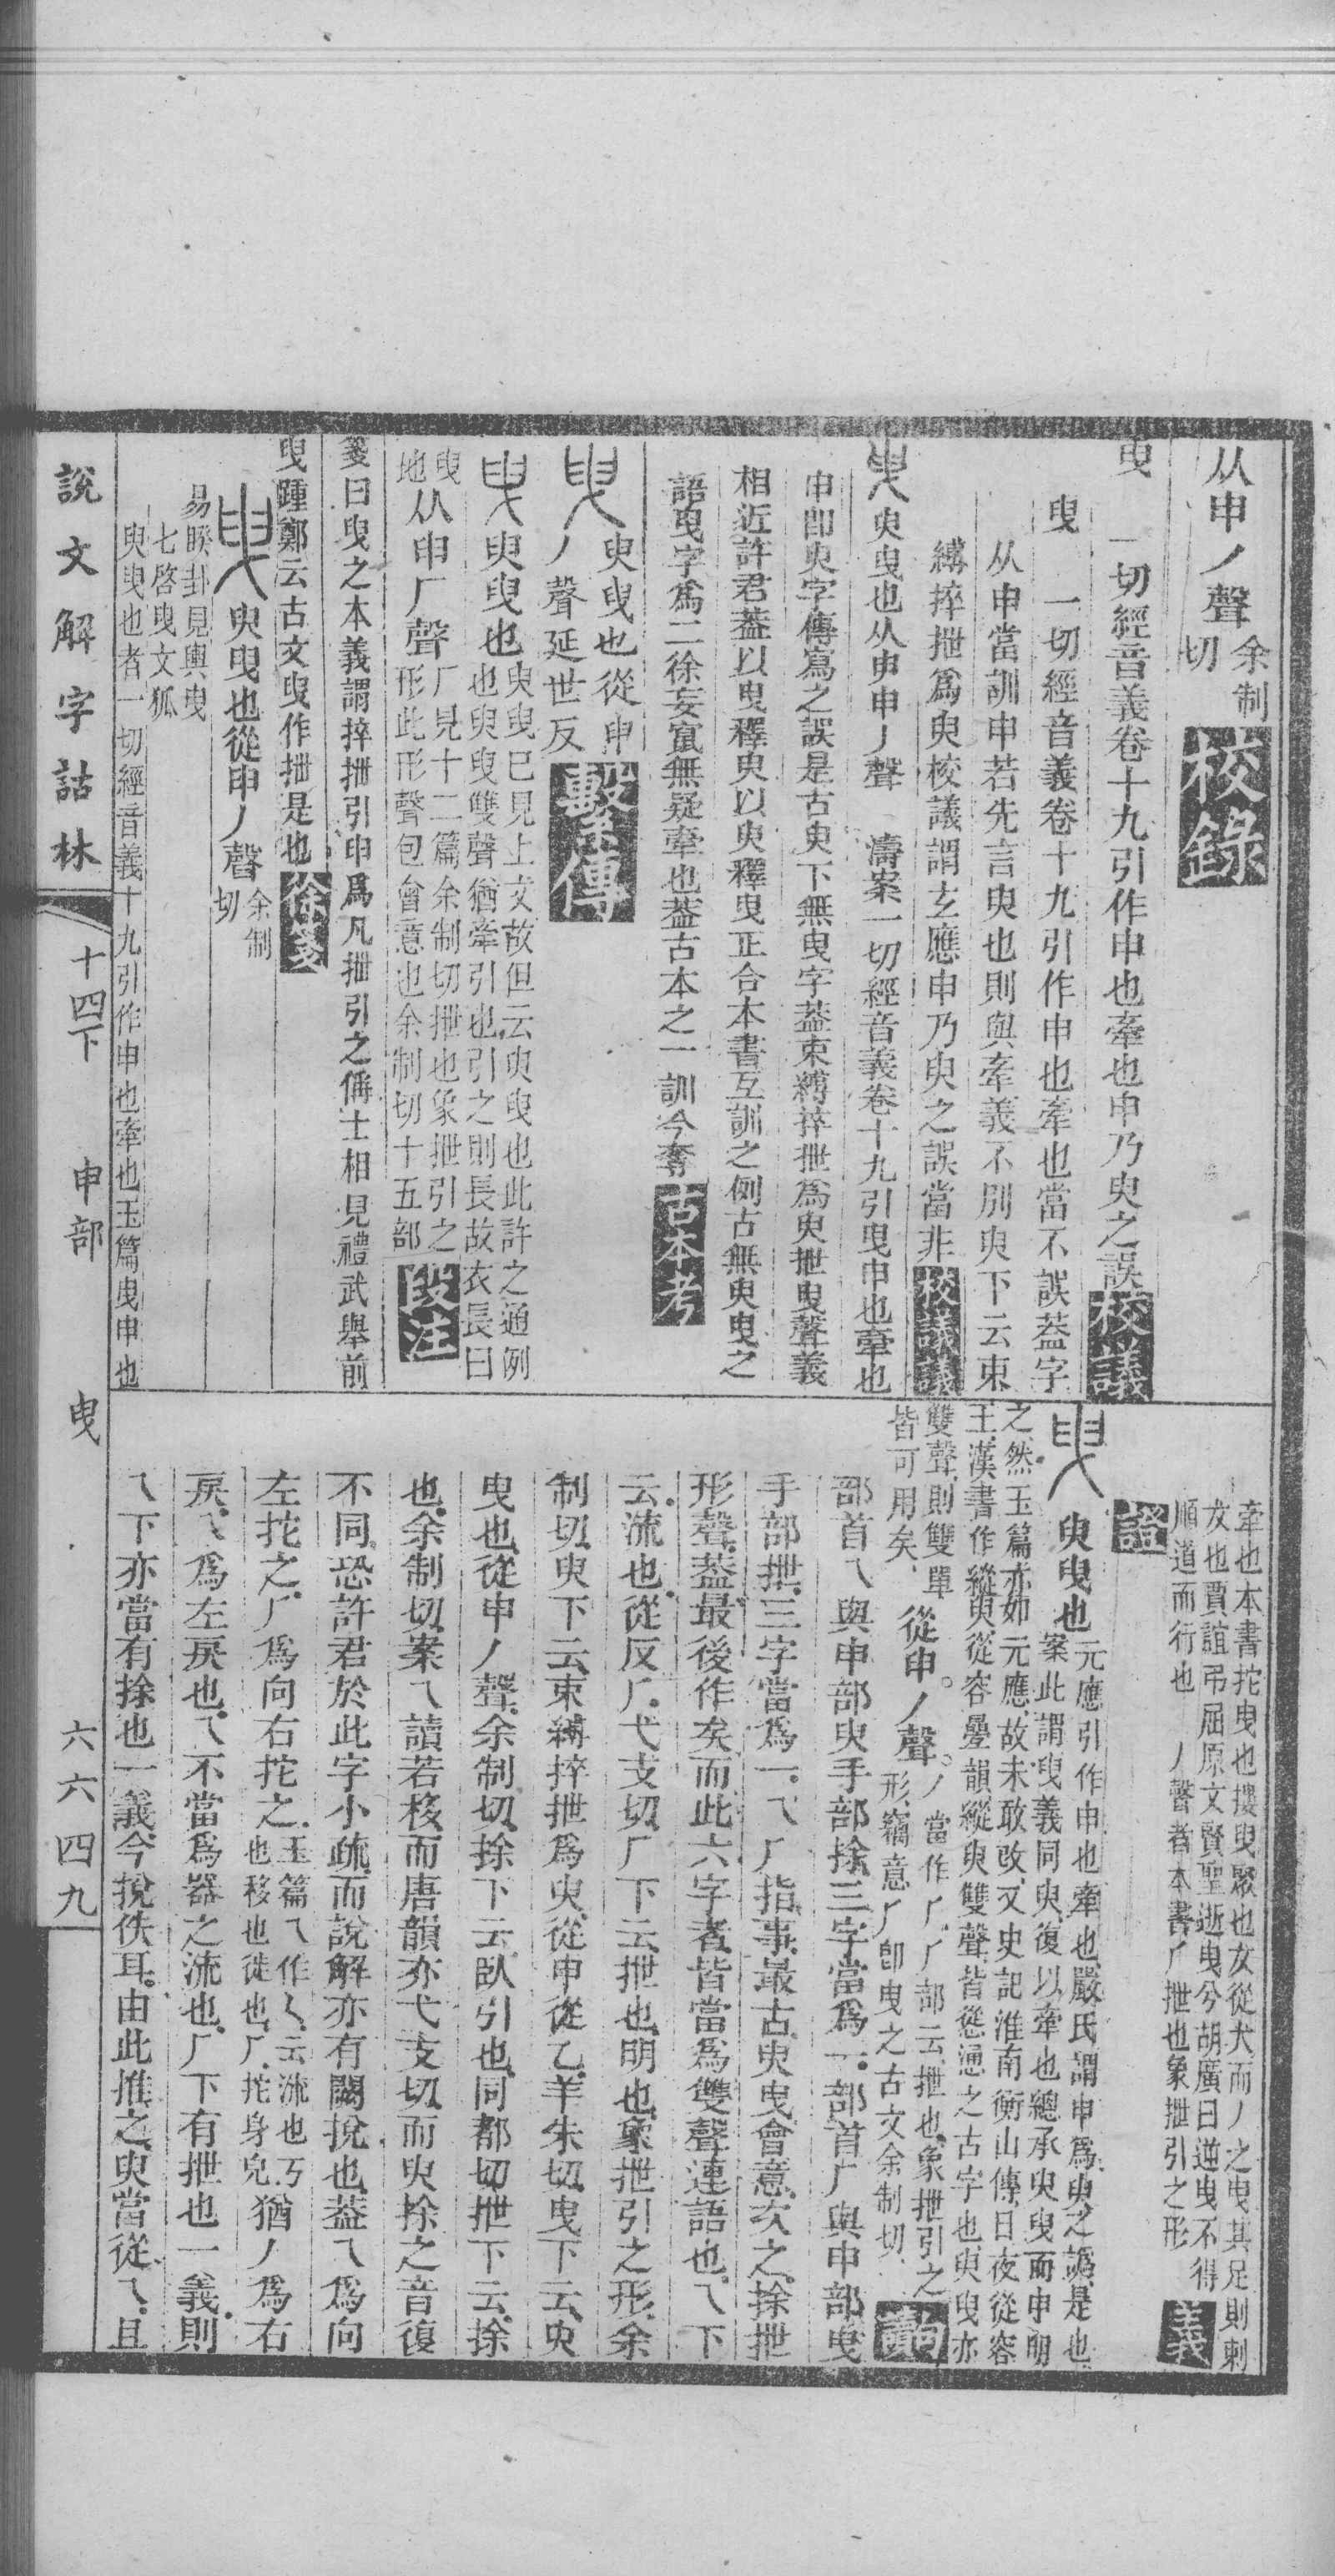 从申丿聲余制切 校錄
曳 一切經音義卷十九引作申也牽也申乃臾之誤 校議
曳 一切經音義卷十九引作申也牽也當不誤蓋字
从申當訓申若先言臾也則與牽義不別臾下云束
縛捽抴爲臾校議謂玄應申乃臾之誤當非 校議議
曳 臾曳也从申丿聲 濤案一切經音義卷十九引曳申也牽也
申卽臾字傳寫之誤是古臾下無曳字蓋束縛捽抴爲臾抴曳聲義
相近許君蓋以曳釋臾以臾釋曳正合本書互訓之例古無臾曳之
語曳字爲二徐妄竄無疑牽也蓋古本之一訓今奪 古本考
曳 臾曳也從申丿聲延世反 繫傳
曳 臾曳也臾曳已見上文故但云臾曳也此許之通例也臾曳雙聲猶牽引也引之則長故衣長曰曳地
从申厂聲厂見十二篇余制切抴也象抴引之形此形聲包會意也余制切十五部 段注
箋曰曳之本義謂捽抴引申爲凡抴引之偁士相見禮武舉前
曳踵鄭云古文曳作抴是也 徐箋
曳 臾曳也從申丿聲余制切
易睽卦見輿曳
七啓曳文狐
臾曳也者一切經音義十九引作申也牽也玉篇曳申也
牽也本書拕曳也摟曳聚也犮從犬而丿之曳其足則剌
犮也賈誼弔屈原文賢聖逝曳兮胡廣曰逆曳不得
順道而行也 丿聲者本書厂抴也象抴引之形 義
證
曳 臾曳也元應引作申也牽也嚴氏謂申爲臾之譌是也
案此謂曳義同臾復以牽也總承臾曳而申明
之然玉篇亦如元應故未敢改又史記淮南衡山傳日夜從容
王漢書作縱臾從容疊韻縱臾雙聲皆慫慂之古字也臾曳亦
雙聲則雙單
皆可用矣
從申。丿聲。丿當作厂厂部云抴也象抴引之
形竊意厂卽曳之古文余制切
部首乁與申部臾手部捈三字當爲一部首厂與申部曳
手部抴三字當爲一乁厂指事最古臾曳會意次之捈抴
形聲蓋最後作矣而此六字者皆當爲雙聲連語也乁下
云流也從反厂弋支切厂下云抴也明也象抴引之形余
制切臾下云束縛捽抴爲臾從申從乙羊朱切曳下云臾
曳也從申丿聲余制切捈下云臥引也同都切抴下云捈
也余制切案乁讀若移而唐韻亦弋支切而臾捈之音復
不同恐許君於此字小疏而說解亦有闕挩也蓋乁爲向
左拕之厂爲向右拕之玉篇乁作乀云流也丂也移也徙也厂拕身皃猶丿爲右
戾乀爲左戾也乁不當爲器之流也厂下有抴也一義則
乁下亦當有捈也一義今挩佚耳由此推之臾當從乁且
說文解字詁林 十四下 申部 曳 六六四九